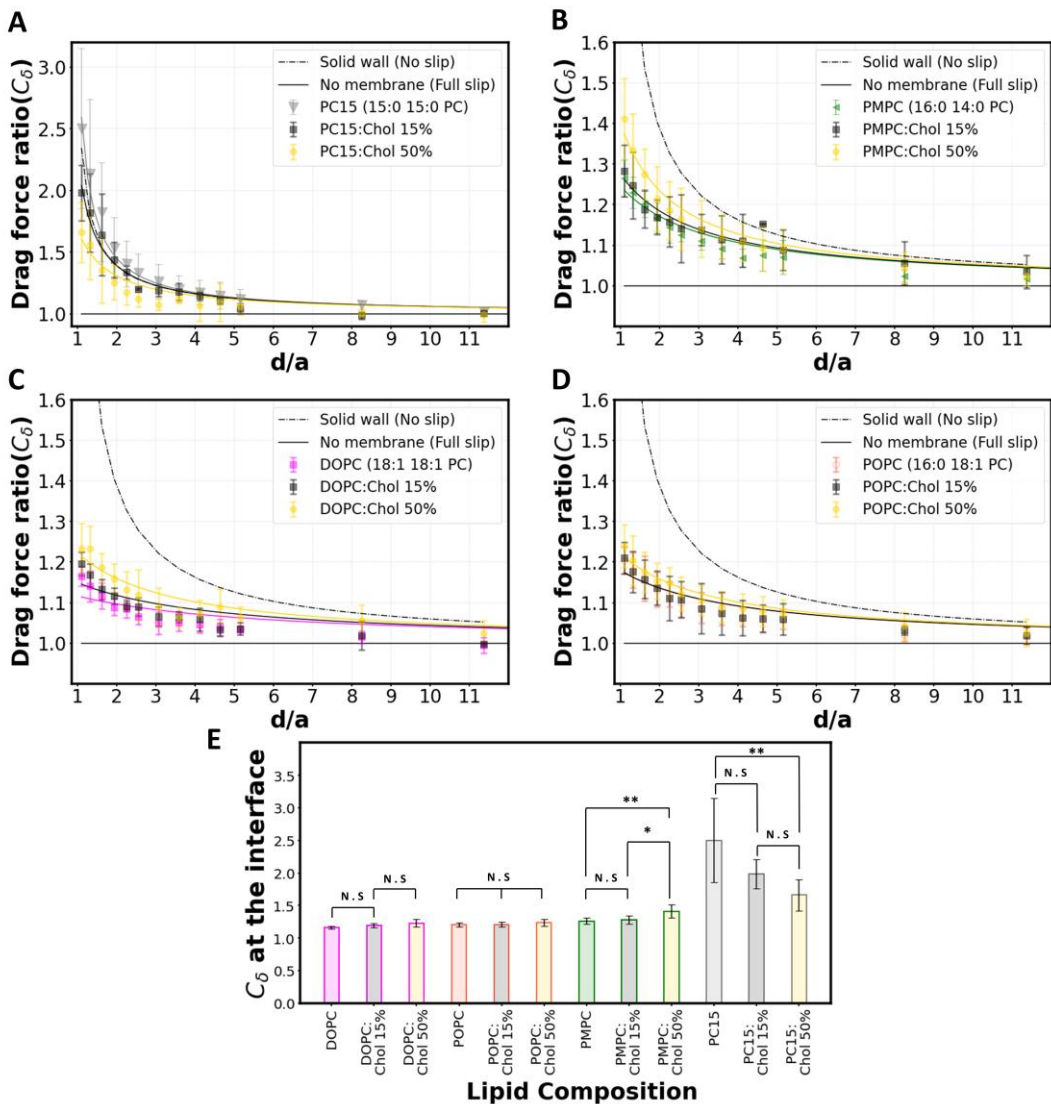 A
Drag force ratio(Cδ)
3.0
2.5
2.0
1.5
1.0
Solid wall (No slip)
No membrane (Full slip)
PC15 (15:0 15:0 PC)
PC15:Chol 15%
PC15:Chol 50%
1 2 3 4 5 6 7 8 9 10 11
d/a
B
Drag force ratio(Cδ)
1.6
1.5
1.4
1.3
1.2
1.1
1.0
Solid wall (No slip)
No membrane (Full slip)
PMPC (16:0 14:0 PC)
PMPC:Chol 15%
PMPC:Chol 50%
1 2 3 4 5 6 7 8 9 10 11
d/a
C
Drag force ratio(Cδ)
1.6
1.5
1.4
1.3
1.2
1.1
1.0
Solid wall (No slip)
No membrane (Full slip)
DOPC (18:1 18:1 PC)
DOPC:Chol 15%
DOPC:Chol 50%
1 2 3 4 5 6 7 8 9 10 11
d/a
D
Drag force ratio(Cδ)
1.6
1.5
1.4
1.3
1.2
1.1
1.0
Solid wall (No slip)
No membrane (Full slip)
POPC (16:0 18:1 PC)
POPC:Chol 15%
POPC:Chol 50%
1 2 3 4 5 6 7 8 9 10 11
d/a
E
Cδ at the interface
3.5
3.0
2.5
2.0
1.5
1.0
0.5
0.0
N.S
N.S
N.S
**
*
N.S
**
N.S
N.S
DOPC
DOPC:
Chol 15%
DOPC:
Chol 50%
POPC
POPC:
Chol 15%
POPC:
Chol 50%
PMPC
PMPC:
Chol 15%
PMPC:
Chol 50%
PC15
PC15:
Chol 15%
PC15:
Chol 50%
Lipid Composition